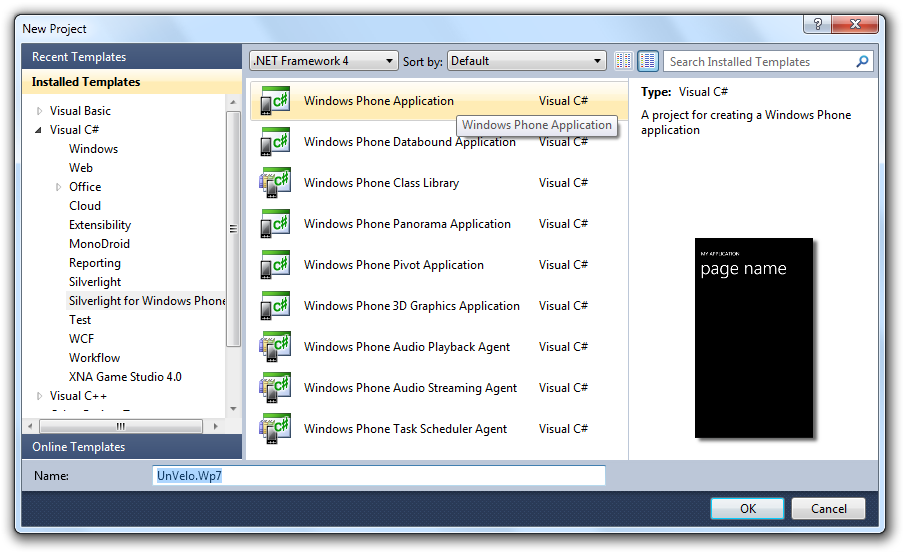 New Project
?
Recent Templates
Installed Templates
Visual Basic
Visual C#
Windows
Web
Office
Cloud
Extensibility
MonoDroid
Reporting
Silverlight
Silverlight for Windows Phone
Test
WCF
Workflow
XNA Game Studio 4.0
Visual C++
Online Templates
.NET Framework 4
Sort by: Default
Search Installed Templates
Windows Phone Application Visual C#
Windows Phone Application
Windows Phone Databound Application Visual C#
Windows Phone Class Library Visual C#
Windows Phone Panorama Application Visual C#
Windows Phone Pivot Application Visual C#
Windows Phone 3D Graphics Application Visual C#
Windows Phone Audio Playback Agent Visual C#
Windows Phone Audio Streaming Agent Visual C#
Windows Phone Task Scheduler Agent Visual C#
Type: Visual C#
A project for creating a Windows Phone
application
MY APPLICATION
page name
Name: UnVelo.Wp7
OK Cancel